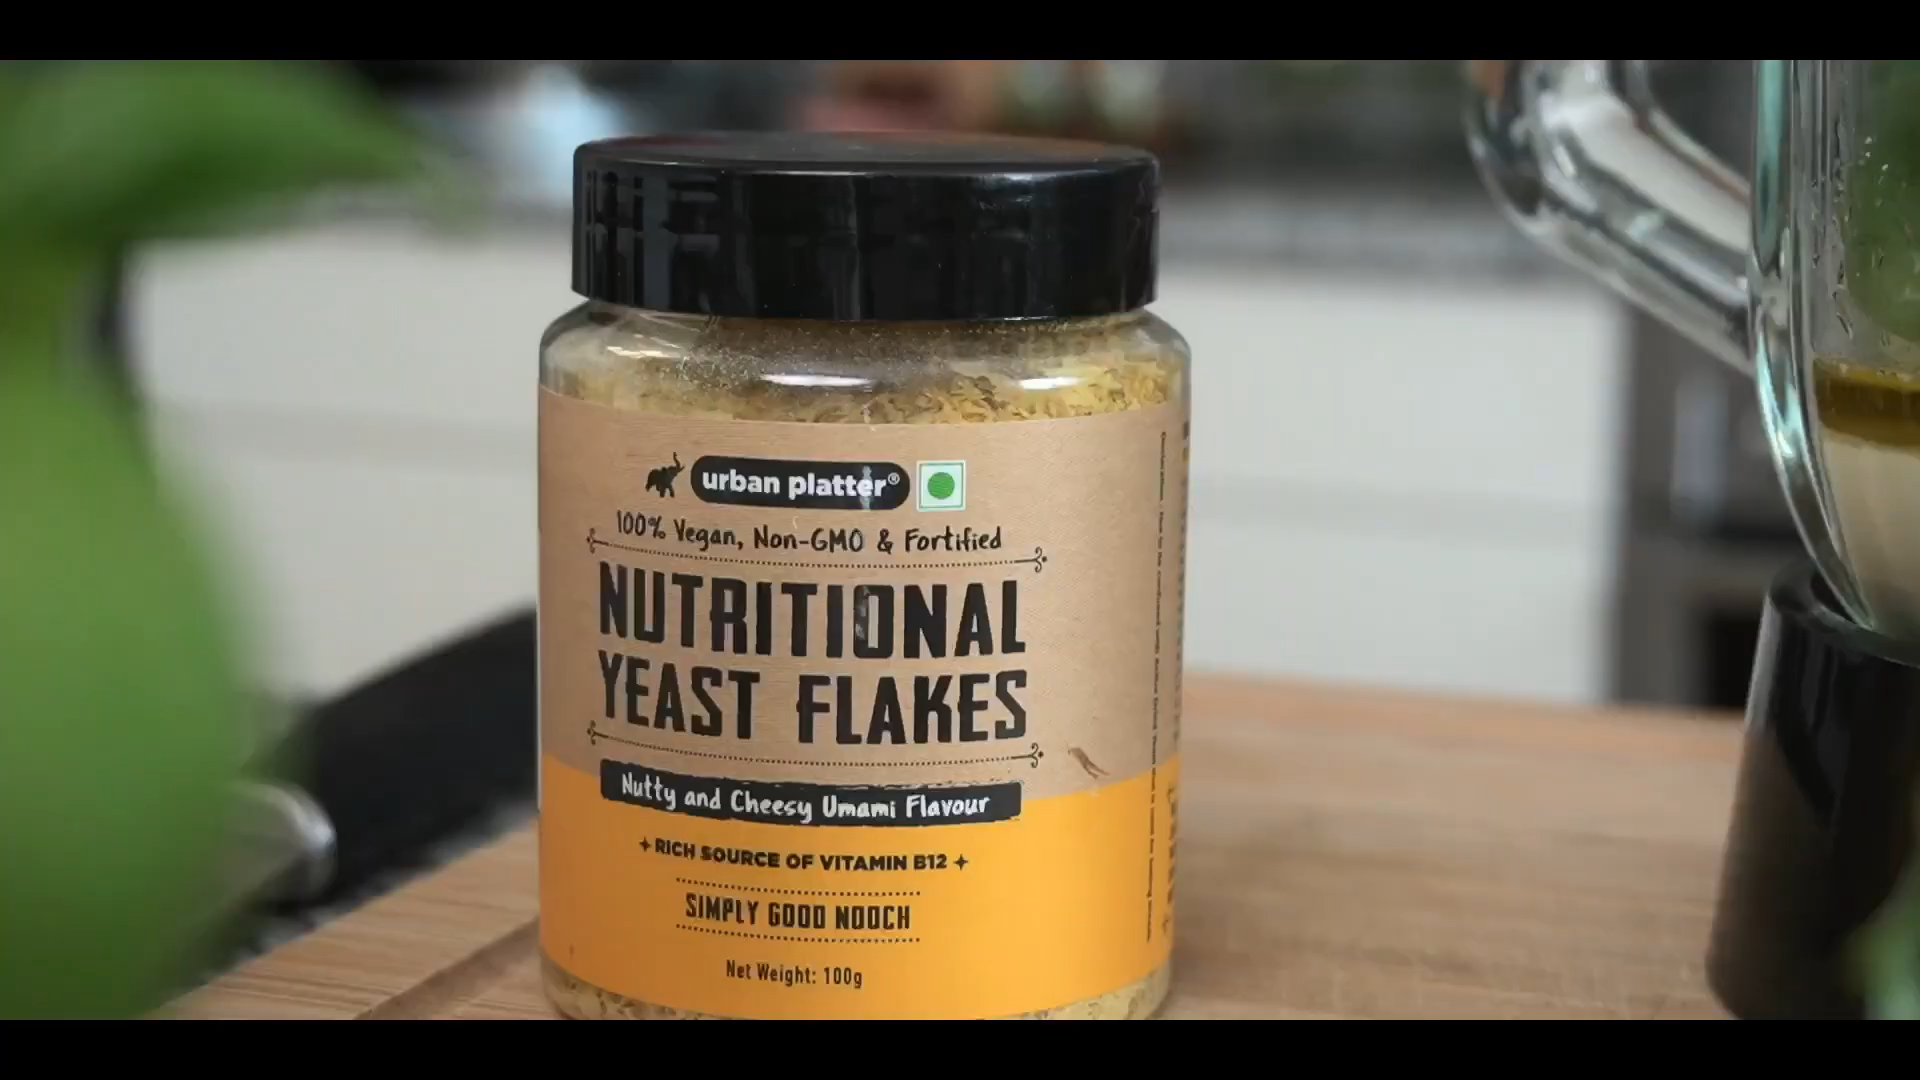 urban platter®
100% Vegan, Non-GMO & Fortified
NUTRITIONAL
YEAST FLAKES
Nutty and Cheesy Umami Flavour
RICH SOURCE OF VITAMIN B12
SIMPLY GOOD NOOCH
Net Weight: 100g